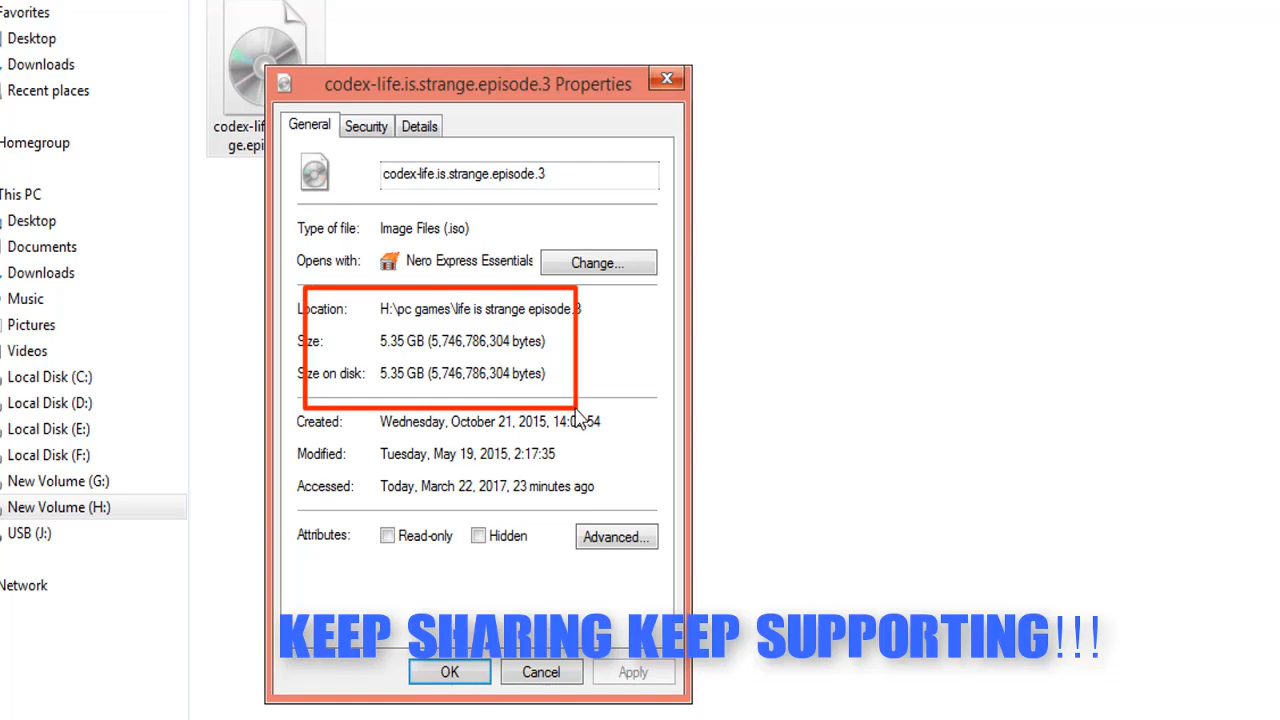 Favorites
Desktop
Downloads
Recent places
Homegroup
This PC
Desktop
Documents
Downloads
Music
Pictures
Videos
Local Disk (C:)
Local Disk (D:)
Local Disk (E:)
Local Disk (F:)
New Volume (G:)
New Volume (H:)
USB (J:)
Network
codex-lif
ge.epi
codex-life.is.strange.episode.3 Properties
General Security Details
codex-life.is.strange.episode.3
Type of file: Image Files (.iso)
Opens with: Nero Express Essentials Change...
Location: H:\pc games\life is strange episode.3
Size: 5.35 GB (5,746,786,304 bytes)
Size on disk: 5.35 GB (5,746,786,304 bytes)
Created: Wednesday, October 21, 2015,
Modified: Tuesday, May 19, 2015, 2:17:35
Accessed: Today, March 22, 2017, 23 minutes ago
Attributes: Read-only Hidden Advanced...
KEEP SHARING KEEP SUPPORTING!!!
OK Cancel Apply